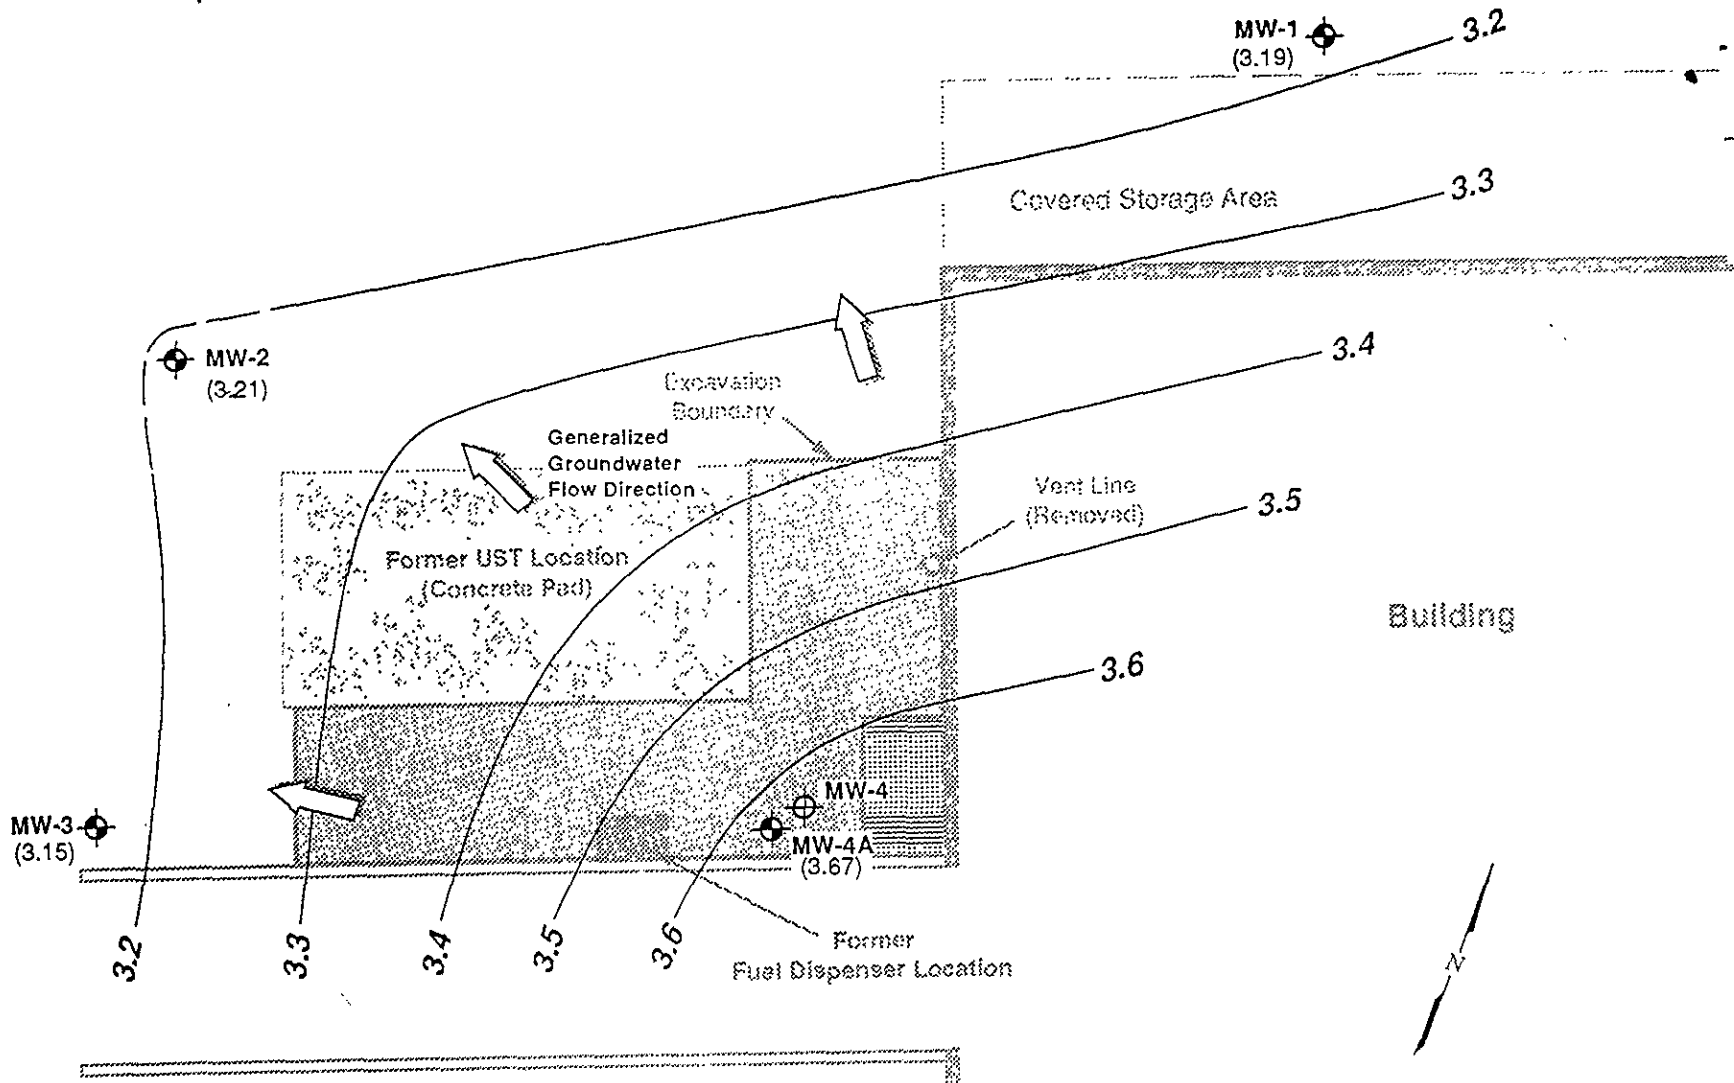 MW-1
(3.19)
3.2
Covered Storage Area
3.3
MW-2
(3.21)
3.4
Excavation
Boundary
Generalized
Groundwater
Flow Direction
Vent Line
(Removed)
3.5
Former UST Location
(Concrete Pad)
Building
3.6
MW-4
MW-3
(3.15)
MW-4A
(3.67)
3.2
3.3
3.4
3.5
3.6
Former
Fuel Dispenser Location
N